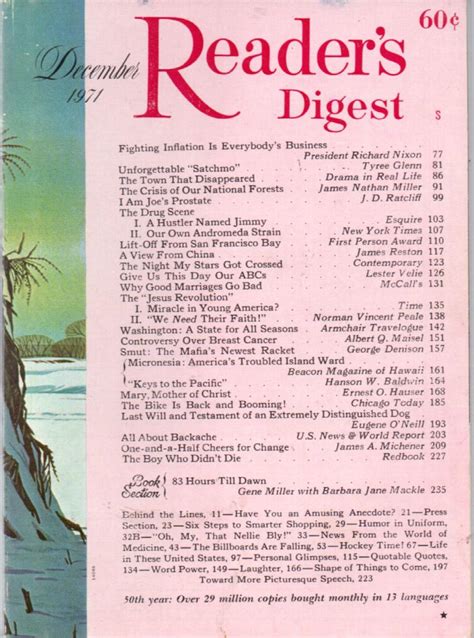 60¢
December
1971
Reader's
Digest
S
Fighting Inflation Is Everybody's Business
President Richard Nixon 77
Unforgettable "Satchmo" Tyree Glenn 81
The Town That Disappeared Drama in Real Life 86
The Crisis of Our National Forests James Nathan Miller 91
I Am Joe's Prostate J. D. Ratcliff 99
The Drug Scene
I. A Hustler Named Jimmy Esquire 103
II. Our Own Andromeda Strain New York Times 107
Lift-Off From San Francisco Bay First Person Award 110
A View From China James Reston 117
The Night My Stars Got Crossed Contemporary 123
Give Us This Day Our ABCs Lester Velie 126
Why Good Marriages Go Bad McCall's 131
The "Jesus Revolution"
I. Miracle in Young America? Time 135
II. "We Need Their Faith!" Norman Vincent Peale 138
Washington: A State for All Seasons Armchair Travelogue 142
Controversy Over Breast Cancer Albert Q. Maisel 151
Smut: The Mafia's Newest Racket George Denison 157
Micronesia: America's Troubled Island Ward
Beacon Magazine of Hawaii 161
"Keys to the Pacific" Hanson W. Baldwin 164
Mary, Mother of Christ Ernest O. Hauser 168
The Bike Is Back and Booming! Chicago Today 185
Last Will and Testament of an Extremely Distinguished Dog
Eugene O'Neill 193
All About Backache U.S. News & World Report 203
One-and-a-Half Cheers for Change James A. Michener 209
The Boy Who Didn't Die Redbook 227
Book
Section
83 Hours Till Dawn
Gene Miller with Barbara Jane Mackle 235
Behind the Lines, 11—Have You an Amusing Anecdote? 21—Press
Section, 23—Six Steps to Smarter Shopping, 29—Humor in Uniform,
32B—"Oh, My, That Nellie Bly!" 33—News From the World of
Medicine, 43—The Billboards Are Falling, 53—Hockey Time! 67—Life
in These United States, 97—Personal Glimpses, 115—Quotable Quotes,
134—Word Power, 149—Laughter, 166—Shape of Things to Come, 197
Toward More Picturesque Speech, 223
50th year: Over 29 million copies bought monthly in 13 languages